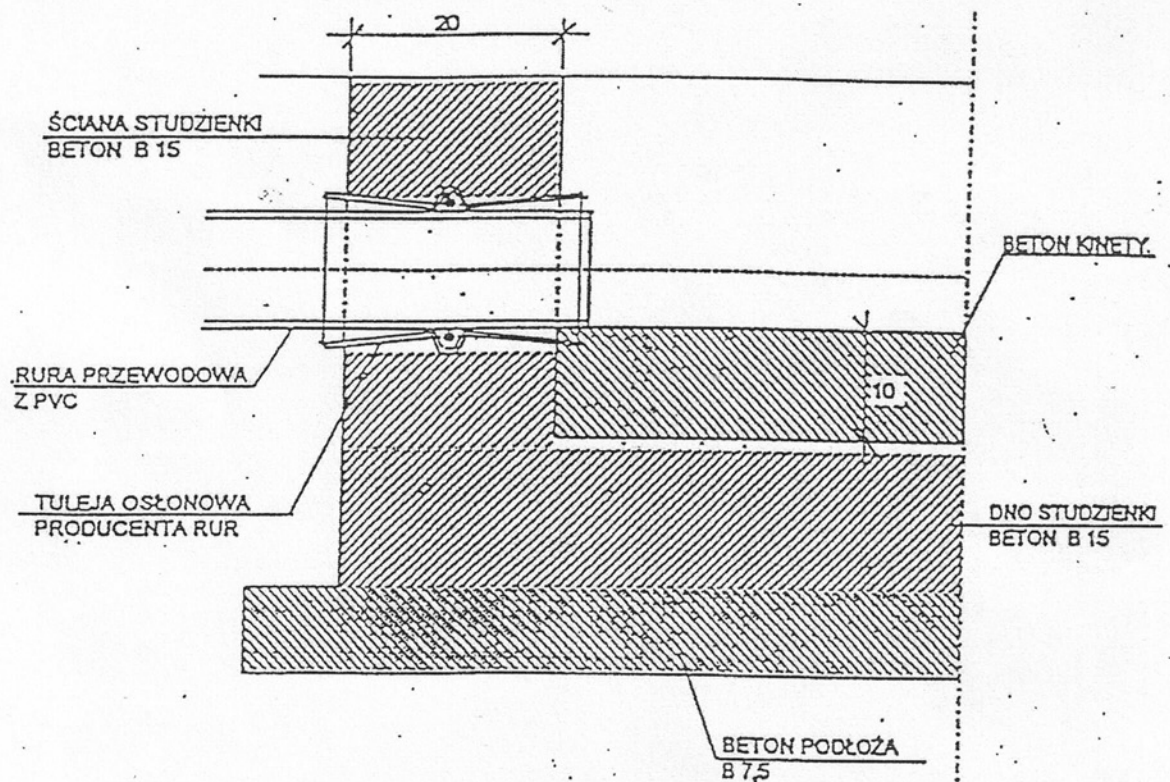 20
ŚCIANA STUDZIENKI
BETON B 15
BETON KINETY.
RURA PRZEWODOWA
Z PVC
10
TULEJA OSŁONOWA
PRODUCENTA RUR
DNO STUDZIENKI
BETON B 15
BETON PODŁOŻA
B 7,5